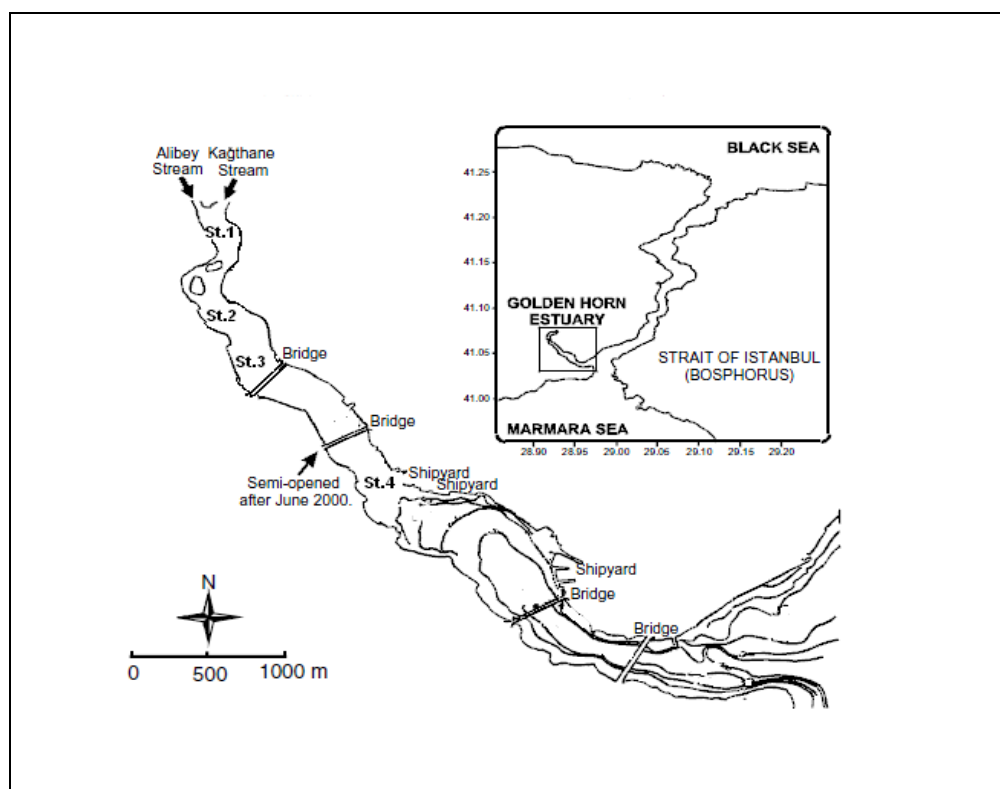 Alibey Kağthane
Stream Stream
St.1
St.2
St.3
Bridge
Bridge
Semi-opened
after June 2000.
St.4
Shipyard
Shipyard
Shipyard
Bridge
Bridge
N
0 500 1000 m
BLACK SEA
41.25
41.20
41.15
41.10
41.05
41.00
GOLDEN HORN
ESTUARY
STRAIT OF ISTANBUL
(BOSPHORUS)
MARMARA SEA
28.90 28.95 29.00 29.05 29.10 29.15 29.20